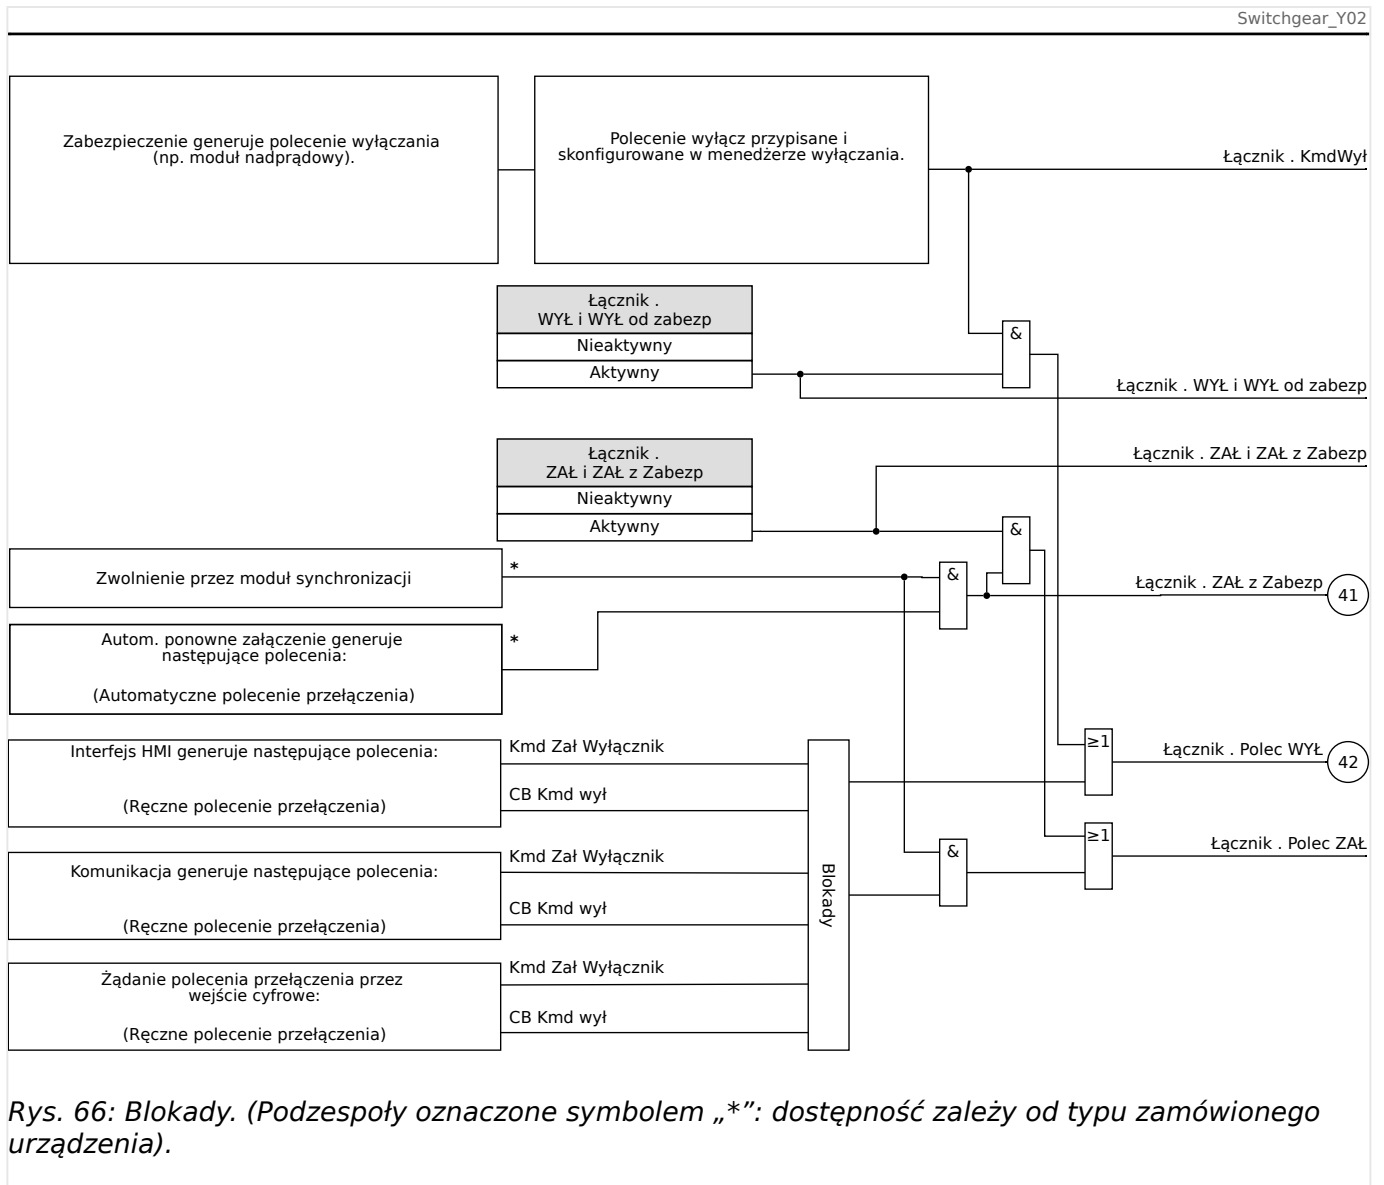 Switchgear_Y02
Zabezpieczenie generuje polecenie wyłączania
(np. moduł nadprądowy).
Polecenie wyłącz przypisane i
skonfigurowane w menedżerze wyłączania.
Łącznik . KmdWył
Łącznik .
WYŁ i WYŁ od zabezp
Nieaktywny
Aktywny
&
Łącznik . WYŁ i WYŁ od zabezp
Łącznik .
ZAŁ i ZAŁ z Zabezp
Nieaktywny
Aktywny
Łącznik . ZAŁ i ZAŁ z Zabezp
&
Zwolnienie przez moduł synchronizacji
*
&
Łącznik . ZAŁ z Zabezp
41
Autom. ponowne załączenie generuje
następujące polecenia:
(Automatyczne polecenie przełączenia)
*
Interfejs HMI generuje następujące polecenia:
(Ręczne polecenie przełączenia)
Kmd Zał Wyłącznik
CB Kmd wył
≥1
Łącznik . Polec WYŁ
42
Komunikacja generuje następujące polecenia:
(Ręczne polecenie przełączenia)
Kmd Zał Wyłącznik
CB Kmd wył
Blokady
&
≥1
Łącznik . Polec ZAŁ
Żądanie polecenia przełączenia przez
wejście cyfrowe:
(Ręczne polecenie przełączenia)
Kmd Zał Wyłącznik
CB Kmd wył
Rys. 66: Blokady. (Podzespoły oznaczone symbolem „*”: dostępność zależy od typu zamówionego
urządzenia).